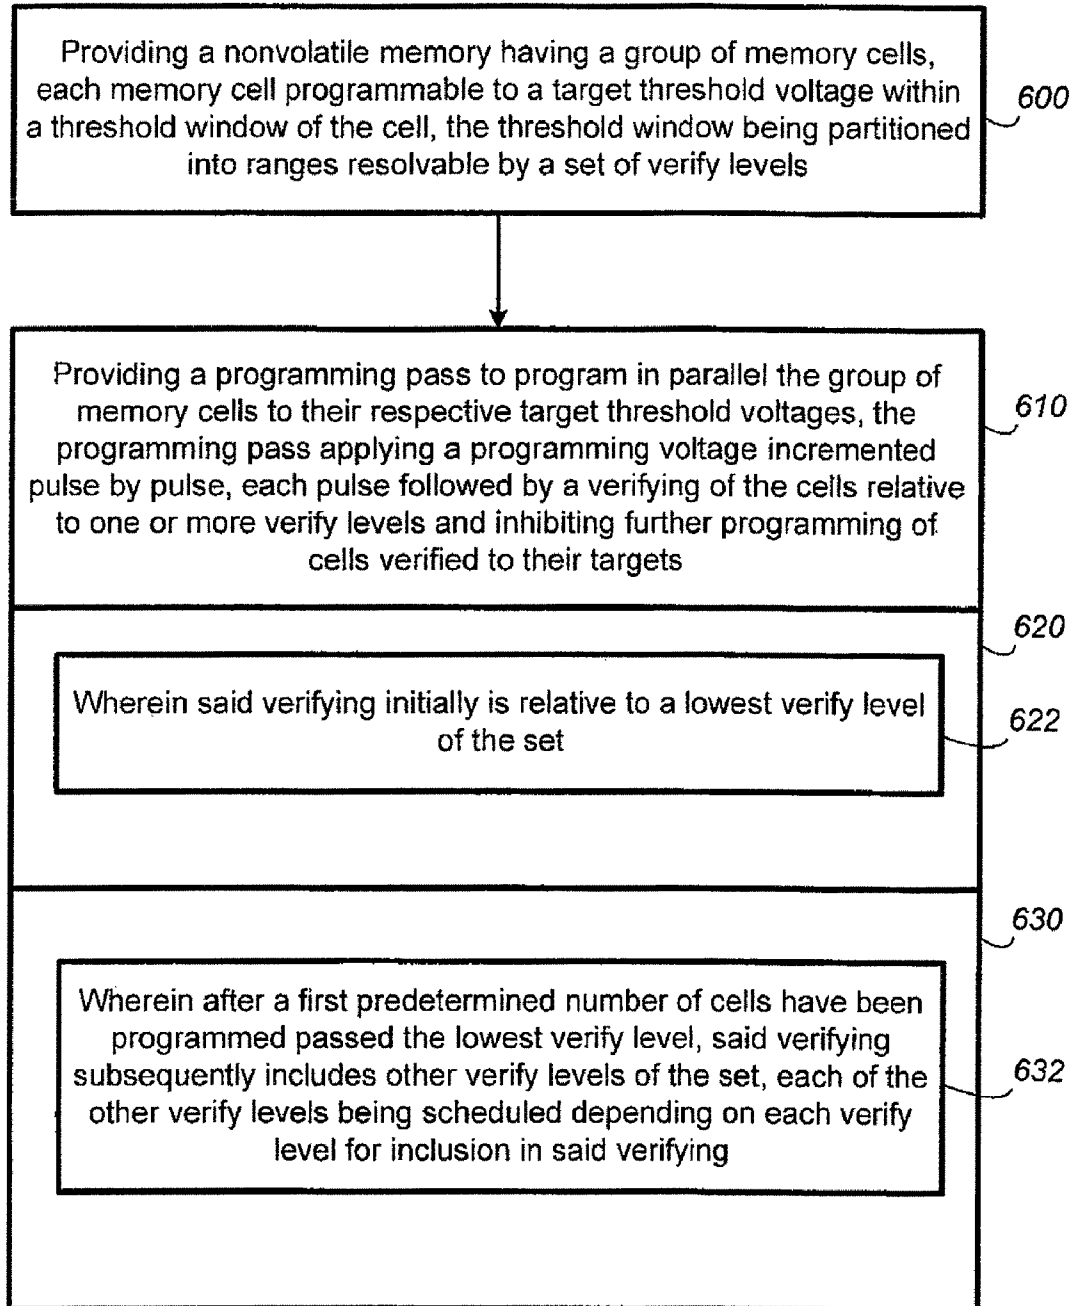 Providing a nonvolatile memory having a group of memory cells,
each memory cell programmable to a target threshold voltage within
a threshold window of the cell, the threshold window being partitioned
into ranges resolvable by a set of verify levels
600
Providing a programming pass to program in parallel the group of
memory cells to their respective target threshold voltages, the
programming pass applying a programming voltage incremented
pulse by pulse, each pulse followed by a verifying of the cells relative
to one or more verify levels and inhibiting further programming of
cells verified to their targets
610
620
Wherein said verifying initially is relative to a lowest verify level
of the set
622
630
Wherein after a first predetermined number of cells have been
programmed passed the lowest verify level, said verifying
subsequently includes other verify levels of the set, each of the
other verify levels being scheduled depending on each verify
level for inclusion in said verifying
632